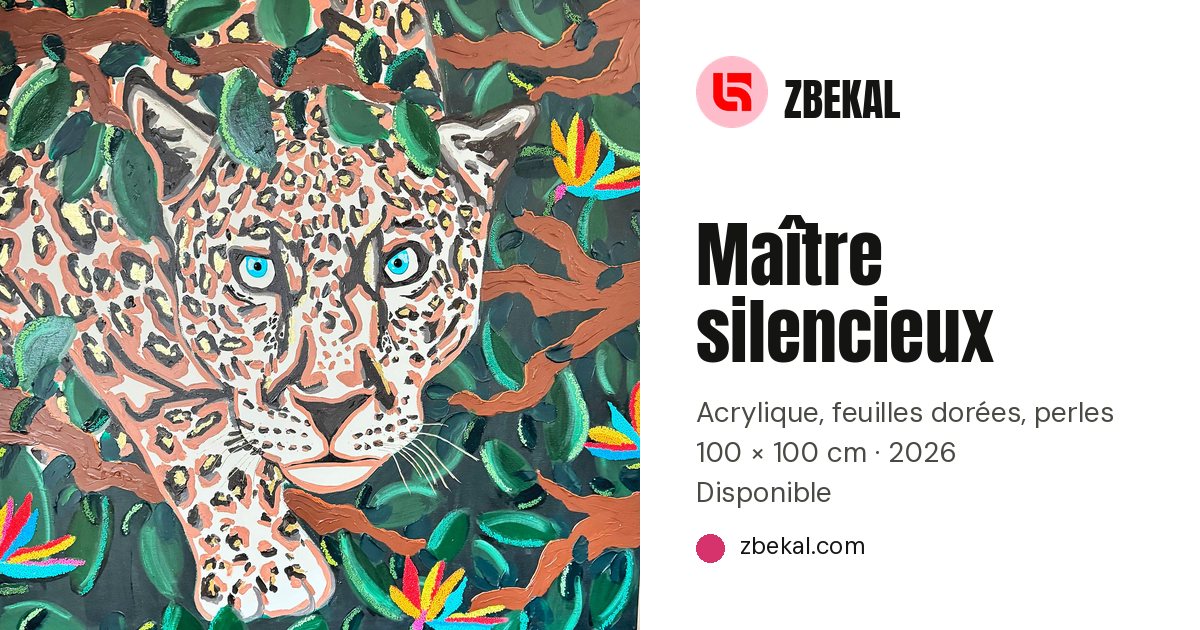 ZBEKAL
Maître
silencieux
Acrylique, feuilles dorées, perles
100 × 100 cm · 2026
Disponible
zbekal.com